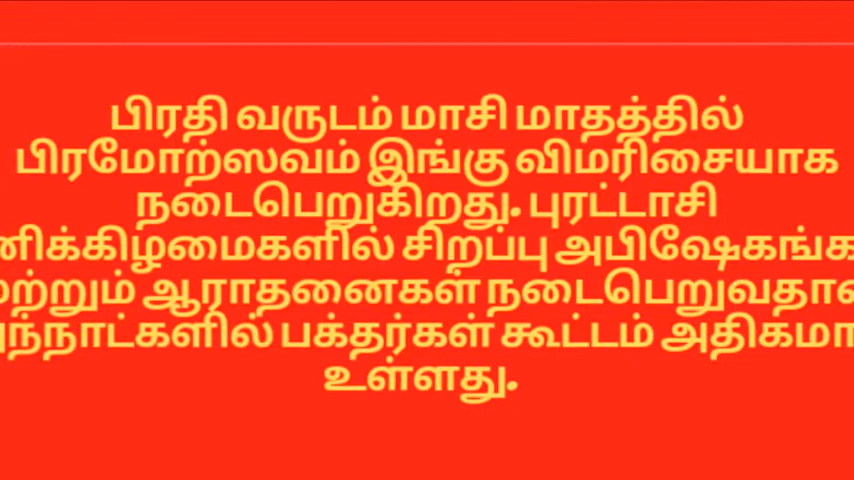 பிரதி வருடம் மாசி மாதத்தில்
பிரமோற்ஸவம் இங்கு விமரிசையாக
நடைபெறுகிறது. புரட்டாசி
சிறப்பு
ஆராதனைகள்
பக்தர்கள் கூட்டம்
உள்ளது.